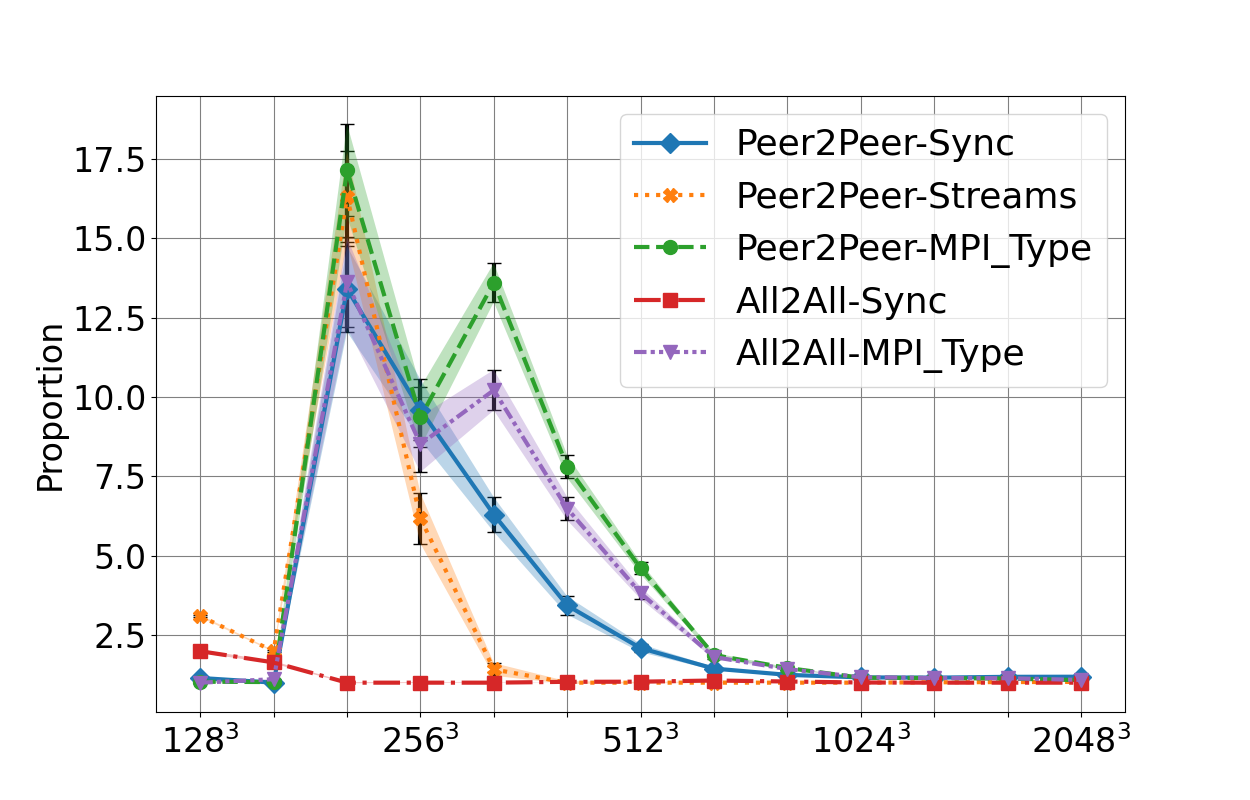 Proportion
17.5
15.0
12.5
10.0
7.5
5.0
2.5
Peer2Peer-Sync
Peer2Peer-Streams
Peer2Peer-MPI_Type
All2All-Sync
All2All-MPI_Type
128³ 256³ 512³ 1024³ 2048³